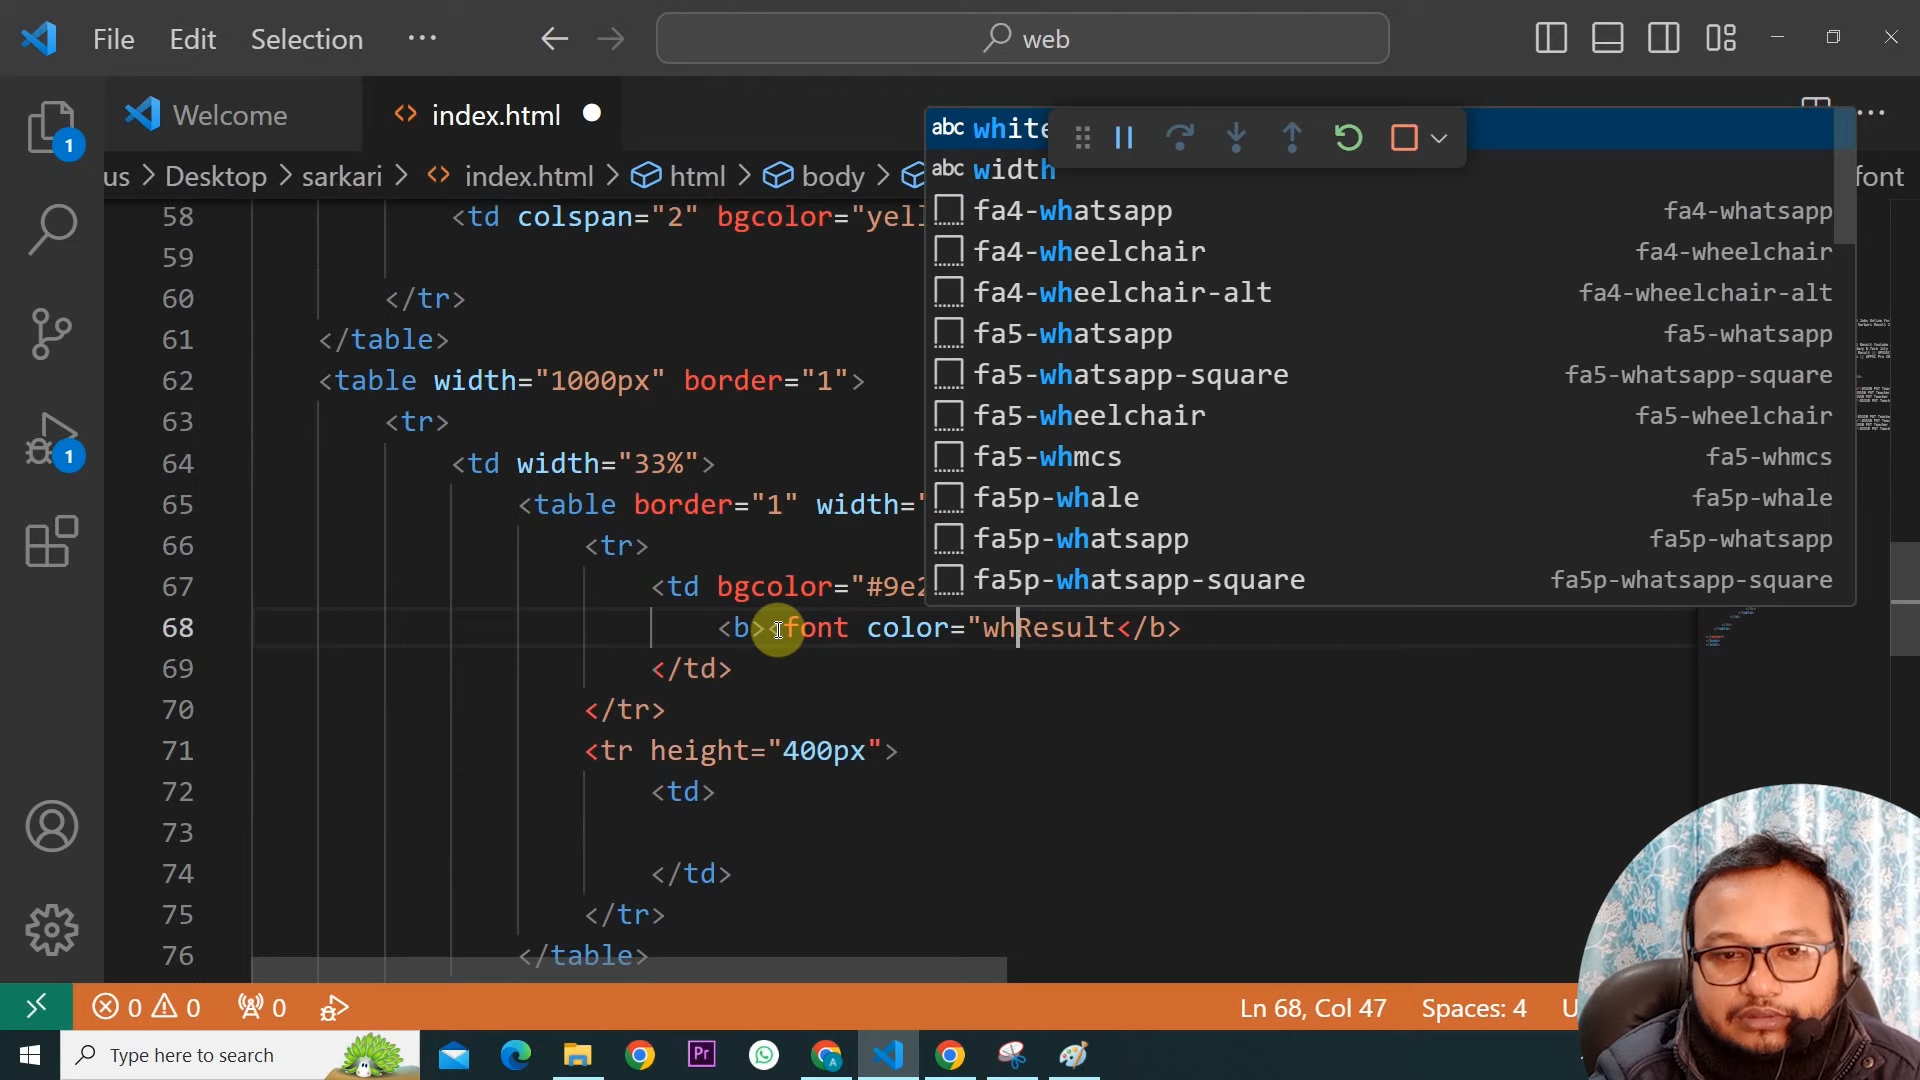 File Edit Selection ... web
Welcome index.html
us > Desktop > sarkari > index.html > html > body > font
58 <td colspan="2" bgcolor="yell
59
60 </tr>
61 </table>
62 <table width="1000px" border="1">
63 <tr>
64 <td width="33%">
65 <table border="1" width="
66 <tr>
67 <td bgcolor="#9e2
68 <b><font color="whResult</b>
69 </td>
70 </tr>
71 <tr height="400px">
72 <td>
73
74 </td>
75 </tr>
76 </table>
abc white
abc width
fa4-whatsapp fa4-whatsapp
fa4-wheelchair fa4-wheelchair
fa4-wheelchair-alt fa4-wheelchair-alt
fa5-whatsapp fa5-whatsapp
fa5-whatsapp-square fa5-whatsapp-square
fa5-wheelchair fa5-wheelchair
fa5-whmcs fa5-whmcs
fa5p-whale fa5p-whale
fa5p-whatsapp fa5p-whatsapp
fa5p-whatsapp-square fa5p-whatsapp-square
1
1
0 0 0 Ln 68, Col 47 Spaces: 4 U
Type here to search Pr A